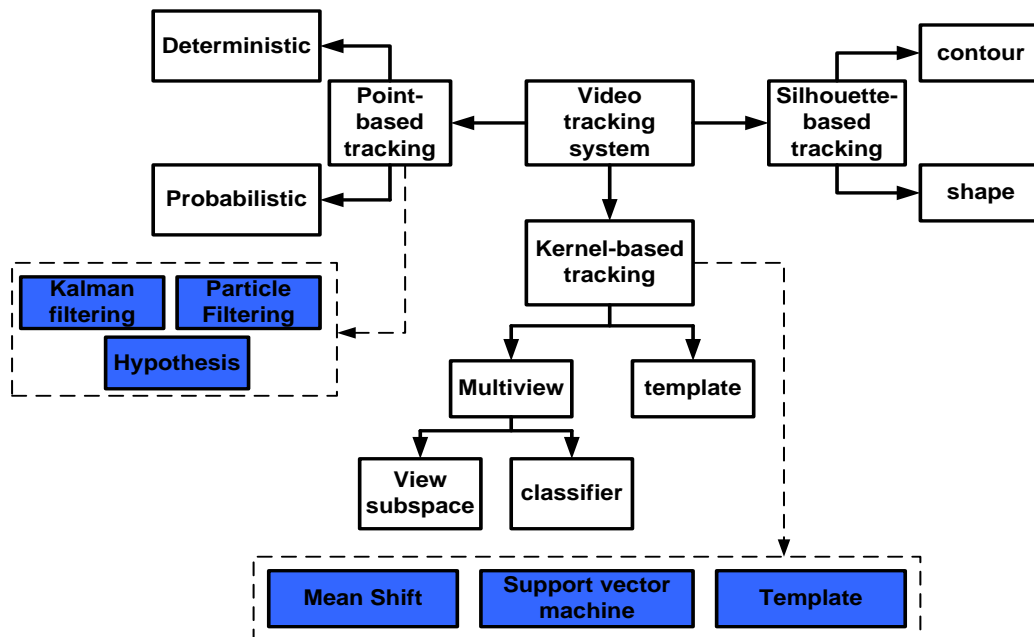 Deterministic
contour
Point-
based
tracking
Video
tracking
system
Silhouette-
based
tracking
Probabilistic
shape
Kernel-based
tracking
Kalman
filtering
Particle
Filtering
Hypothesis
Multiview
template
View
subspace
classifier
Mean Shift
Support vector
machine
Template